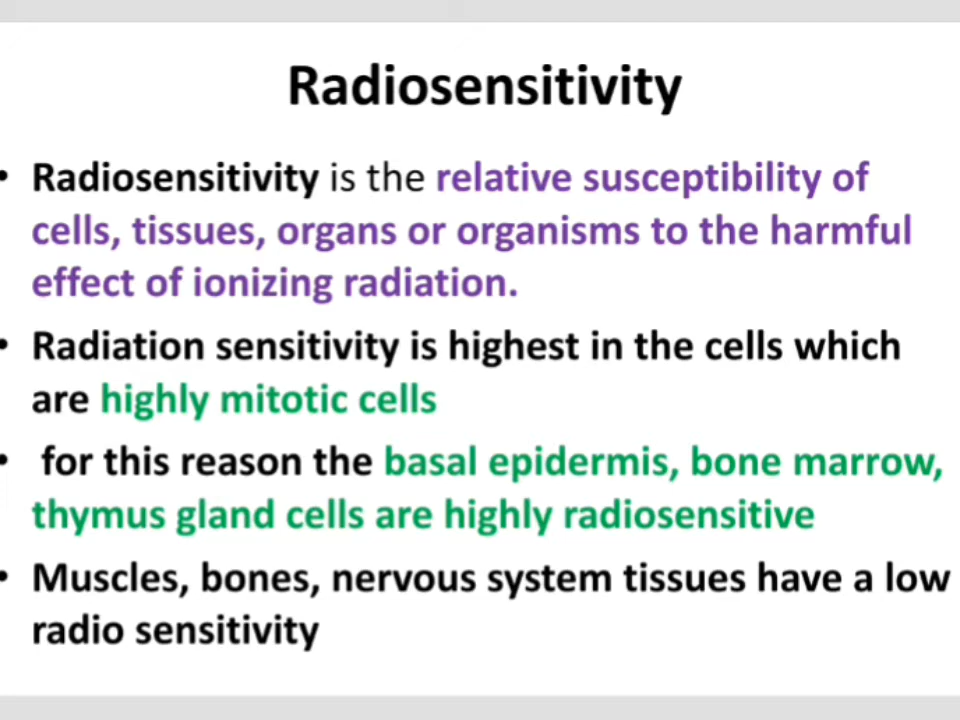 Radiosensitivity
• Radiosensitivity is the relative susceptibility of
cells, tissues, organs or organisms to the harmful
effect of ionizing radiation.
• Radiation sensitivity is highest in the cells which
are highly mitotic cells
• for this reason the basal epidermis, bone marrow,
thymus gland cells are highly radiosensitive
• Muscles, bones, nervous system tissues have a low
radio sensitivity